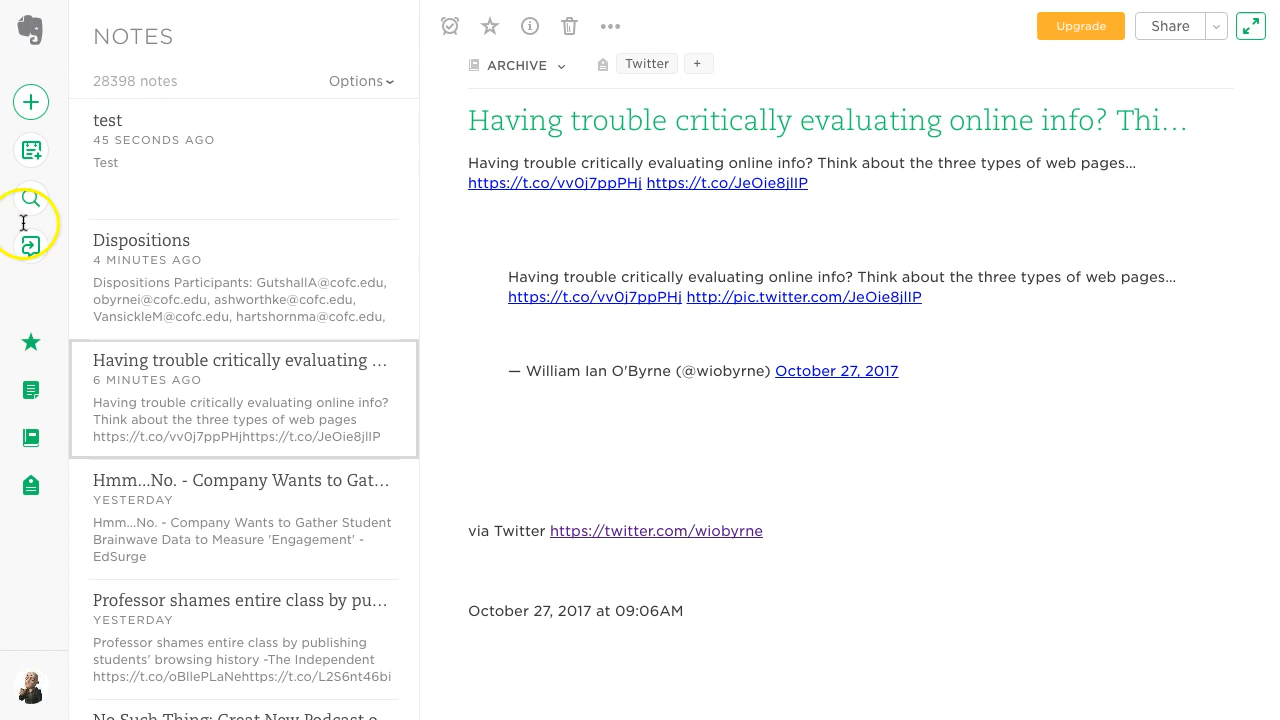 NOTES
28398 notes
Options
test
45 SECONDS AGO
Test
Dispositions
4 MINUTES AGO
Dispositions Participants: GutshallA@cofc.edu,
obyrnei@cofc.edu, ashworthke@cofc.edu,
VansickleM@cofc.edu, hartshornma@cofc.edu,
Having trouble critically evaluating ...
6 MINUTES AGO
Having trouble critically evaluating online info?
Think about the three types of web pages
https://t.co/vv0j7ppPHjhttps://t.co/JeOie8jlIP
Hmm...No. - Company Wants to Gat...
YESTERDAY
Hmm...No. - Company Wants to Gather Student
Brainwave Data to Measure 'Engagement' -
EdSurge
Professor shames entire class by pu...
YESTERDAY
Professor shames entire class by publishing
students' browsing history -The Independent
https://t.co/oBllePLaNehttps://t.co/L2S6nt46bi
No Such Thing: Great New Podcast o
Upgrade
Share
ARCHIVE
Twitter
+
Having trouble critically evaluating online info? Thi...
Having trouble critically evaluating online info? Think about the three types of web pages...
https://t.co/vv0j7ppPHj https://t.co/JeOie8jlIP
Having trouble critically evaluating online info? Think about the three types of web pages...
https://t.co/vv0j7ppPHj http://pic.twitter.com/JeOie8jlIP
— William Ian O'Byrne (@wiobyrne) October 27, 2017
via Twitter https://twitter.com/wiobyrne
October 27, 2017 at 09:06AM